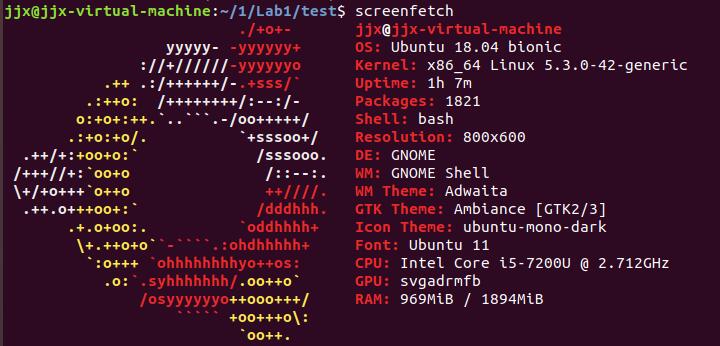 jjx@jjx-virtual-machine:~/1/Lab1/test$ screenfetch
./+o+- jjx@jjx-virtual-machine
yyyyy- -yyyyyy+ OS: Ubuntu 18.04 bionic
://+//////-yyyyyyo Kernel: x86_64 Linux 5.3.0-42-generic
.++ .:/++++++/-.+sss/` Uptime: 1h 7m
.:++o: /++++++++/:--:/- Packages: 1821
o:+o+:++.`..```.-/oo+++++/ Shell: bash
.:+o:+o/. `+sssoo+/ Resolution: 800x600
.++/+:+oo+o:` /sssooo. DE: GNOME
/+++//+:`oo+o /::--:. WM: GNOME Shell
\+/+o+++`o++o ++////. WM Theme: Adwaita
.++.o+++oo+:` /dddhhh. GTK Theme: Ambiance [GTK2/3]
.+.o+oo:. `oddhhhh+ Icon Theme: ubuntu-mono-dark
\+.++o+o``-````.:ohdhhhhh+ Font: Ubuntu 11
`:o+++ `ohhhhhhhhyo++os: CPU: Intel Core i5-7200U @ 2.712GHz
.o:`.syhhhhhhh/.oo++o` GPU: svgadrmfb
/osyyyyyyo++ooo+++/ RAM: 969MiB / 1894MiB
````` +oo+++o\:
`oo++.